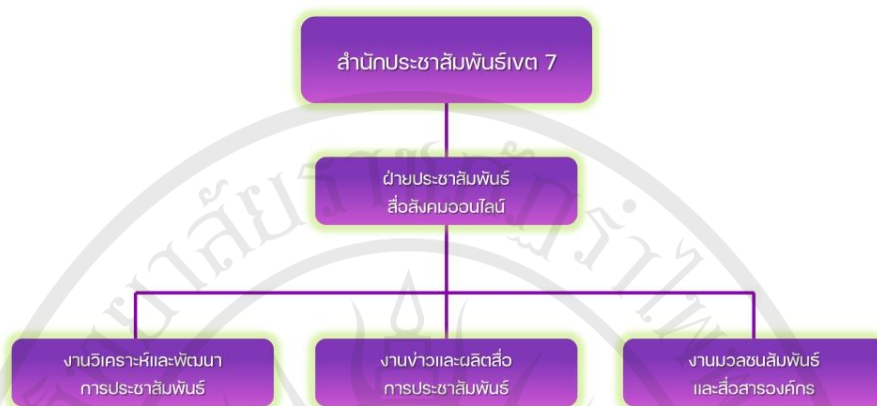 สำนักประชาสัมพันธ์เขต 7
ฝ่ายประชาสัมพันธ์
สื่อสังคมออนไลน์
งานวิเคราะห์และพัฒนา
การประชาสัมพันธ์
งานข่าวและผลิตสื่อ
การประชาสัมพันธ์
งานมวลชนสัมพันธ์
และสื่อสารองค์กร